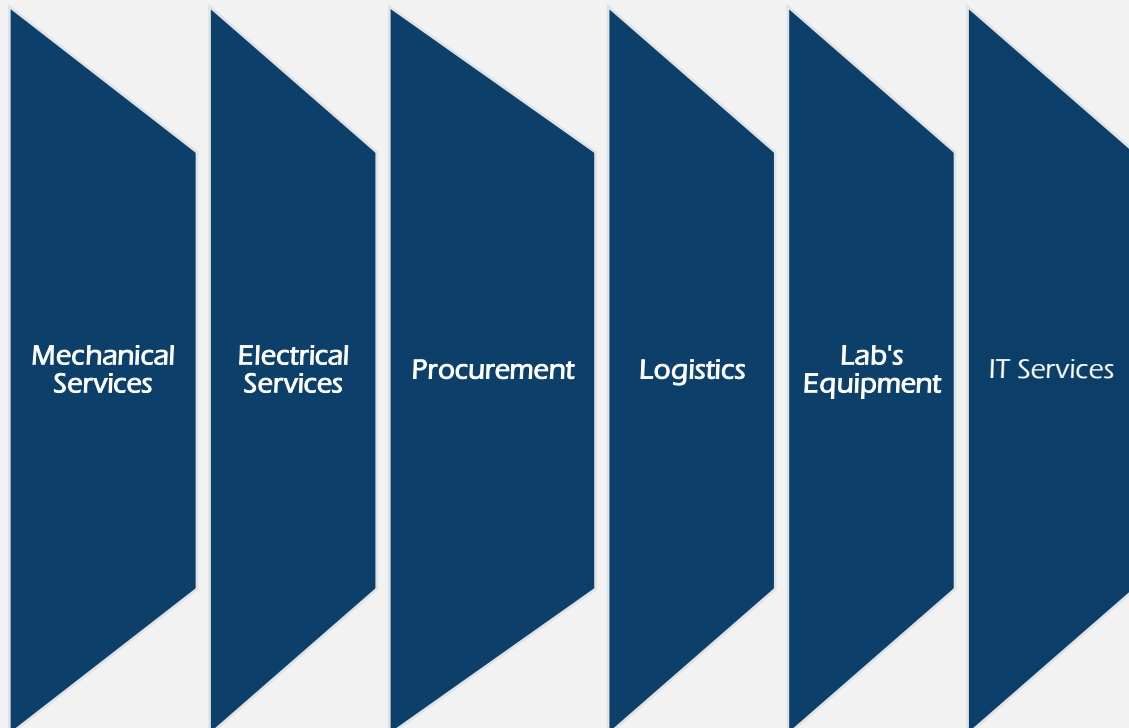 Mechanical
Services
Electrical
Services
Procurement
Logistics
Lab's
Equipment
IT Services